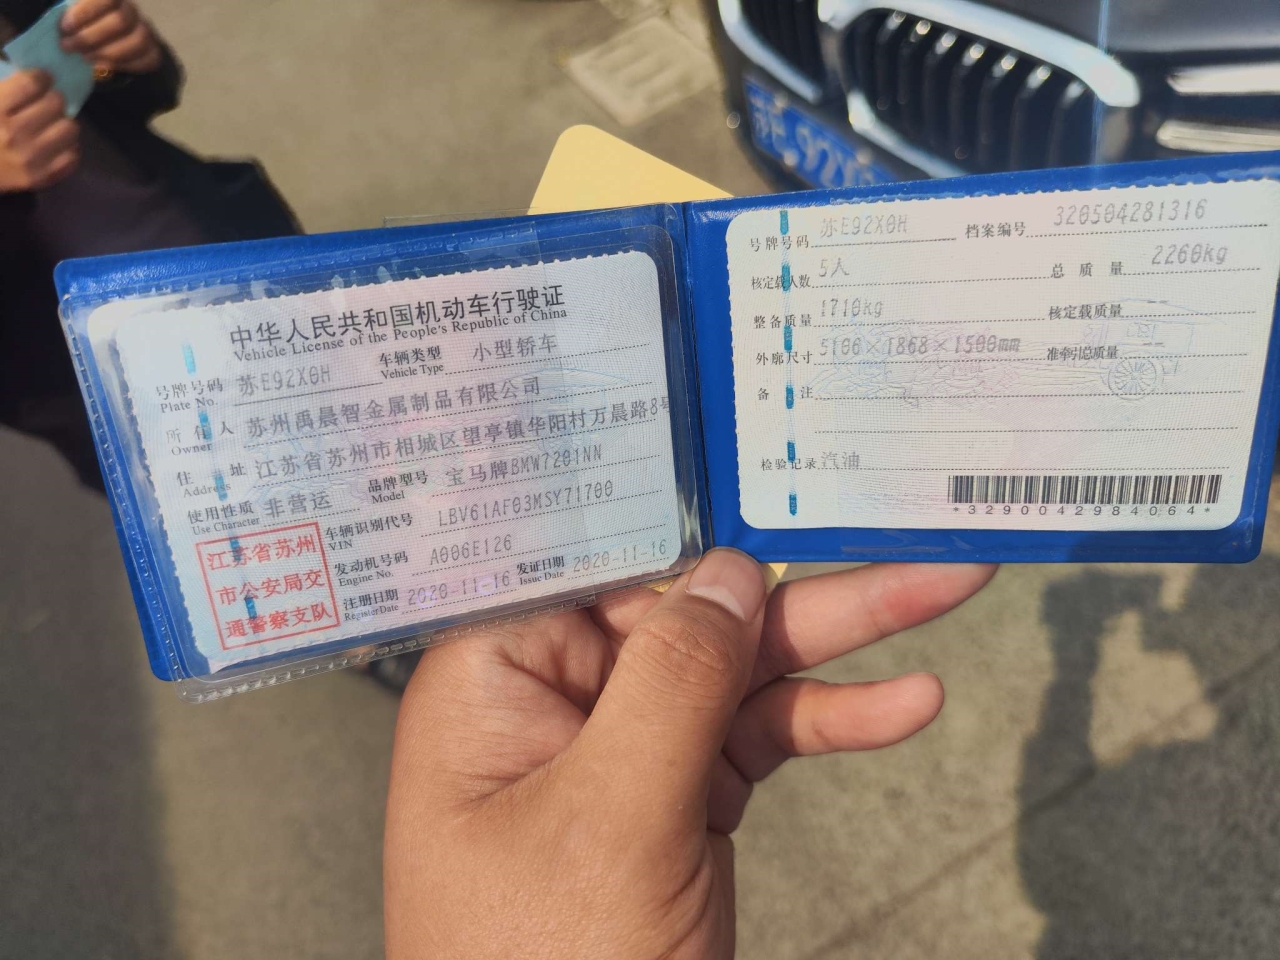 中华人民共和国机动车行驶证
Vehicle License of the People's Republic of China
号牌号码 苏E92X0H 车辆类型 小型轿车
Plate No. Vehicle Type
所有人 苏州禹晨智金属制品有限公司
Owner
住址 江苏省苏州市相城区望亭镇华阳村万晨路8号
Address
使用性质 非营运 品牌型号 宝马牌BMW7201NN
Use Character Model
江苏省苏州
市公安局交
通警察支队
车辆识别代号 LBV61AF03MSY71700
VIN
发动机号码 A006E126
Engine No.
注册日期 2020-11-16 发证日期 2020-11-16
Register Date Issue Date
号牌号码 苏E92X0H 档案编号 320504281316
核定载人数 5人 总质量 2260kg
整备质量 1710kg 核定载质量 --
外廓尺寸 5106×1868×1500mm 准牵引总质量 --
备注
检验记录 汽油
*3290042984064*
苏E·92X